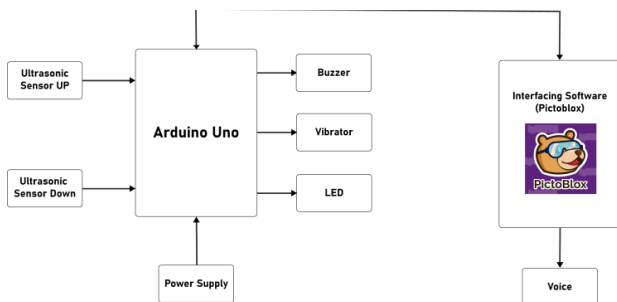 Ultrasonic
Sensor UP
Ultrasonic
Sensor Down
Arduino Uno
Power Supply
Buzzer
Vibrator
LED
Interfacing Software
(Pictoblox)
PictoBlox
Voice